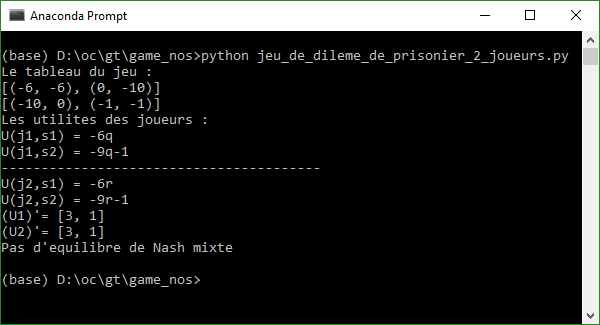 Anaconda Prompt
(base) D:\oc\gt\game_nos>python jeu_de_dileme_de_prisonier_2_joueurs.py
Le tableau du jeu :
[(-6, -6), (0, -10)]
[(-10, 0), (-1, -1)]
Les utilites des joueurs :
U(j1,s1) = -6q
U(j1,s2) = -9q-1
----------------------------------------
U(j2,s1) = -6r
U(j2,s2) = -9r-1
(U1)'= [3, 1]
(U2)'= [3, 1]
Pas d'equilibre de Nash mixte
(base) D:\oc\gt\game_nos>